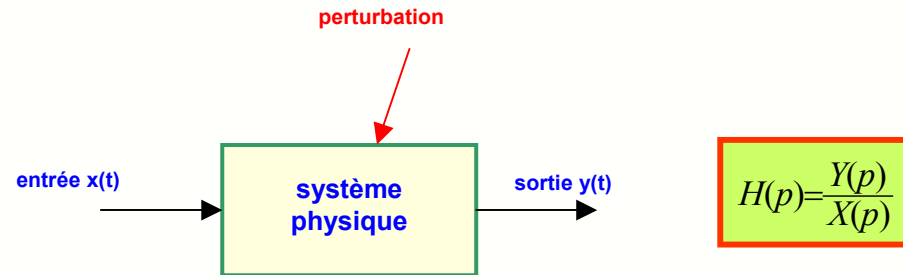 perturbation
entrée x(t)
système
physique
sortie y(t)
H(p)=Y(p)/X(p)